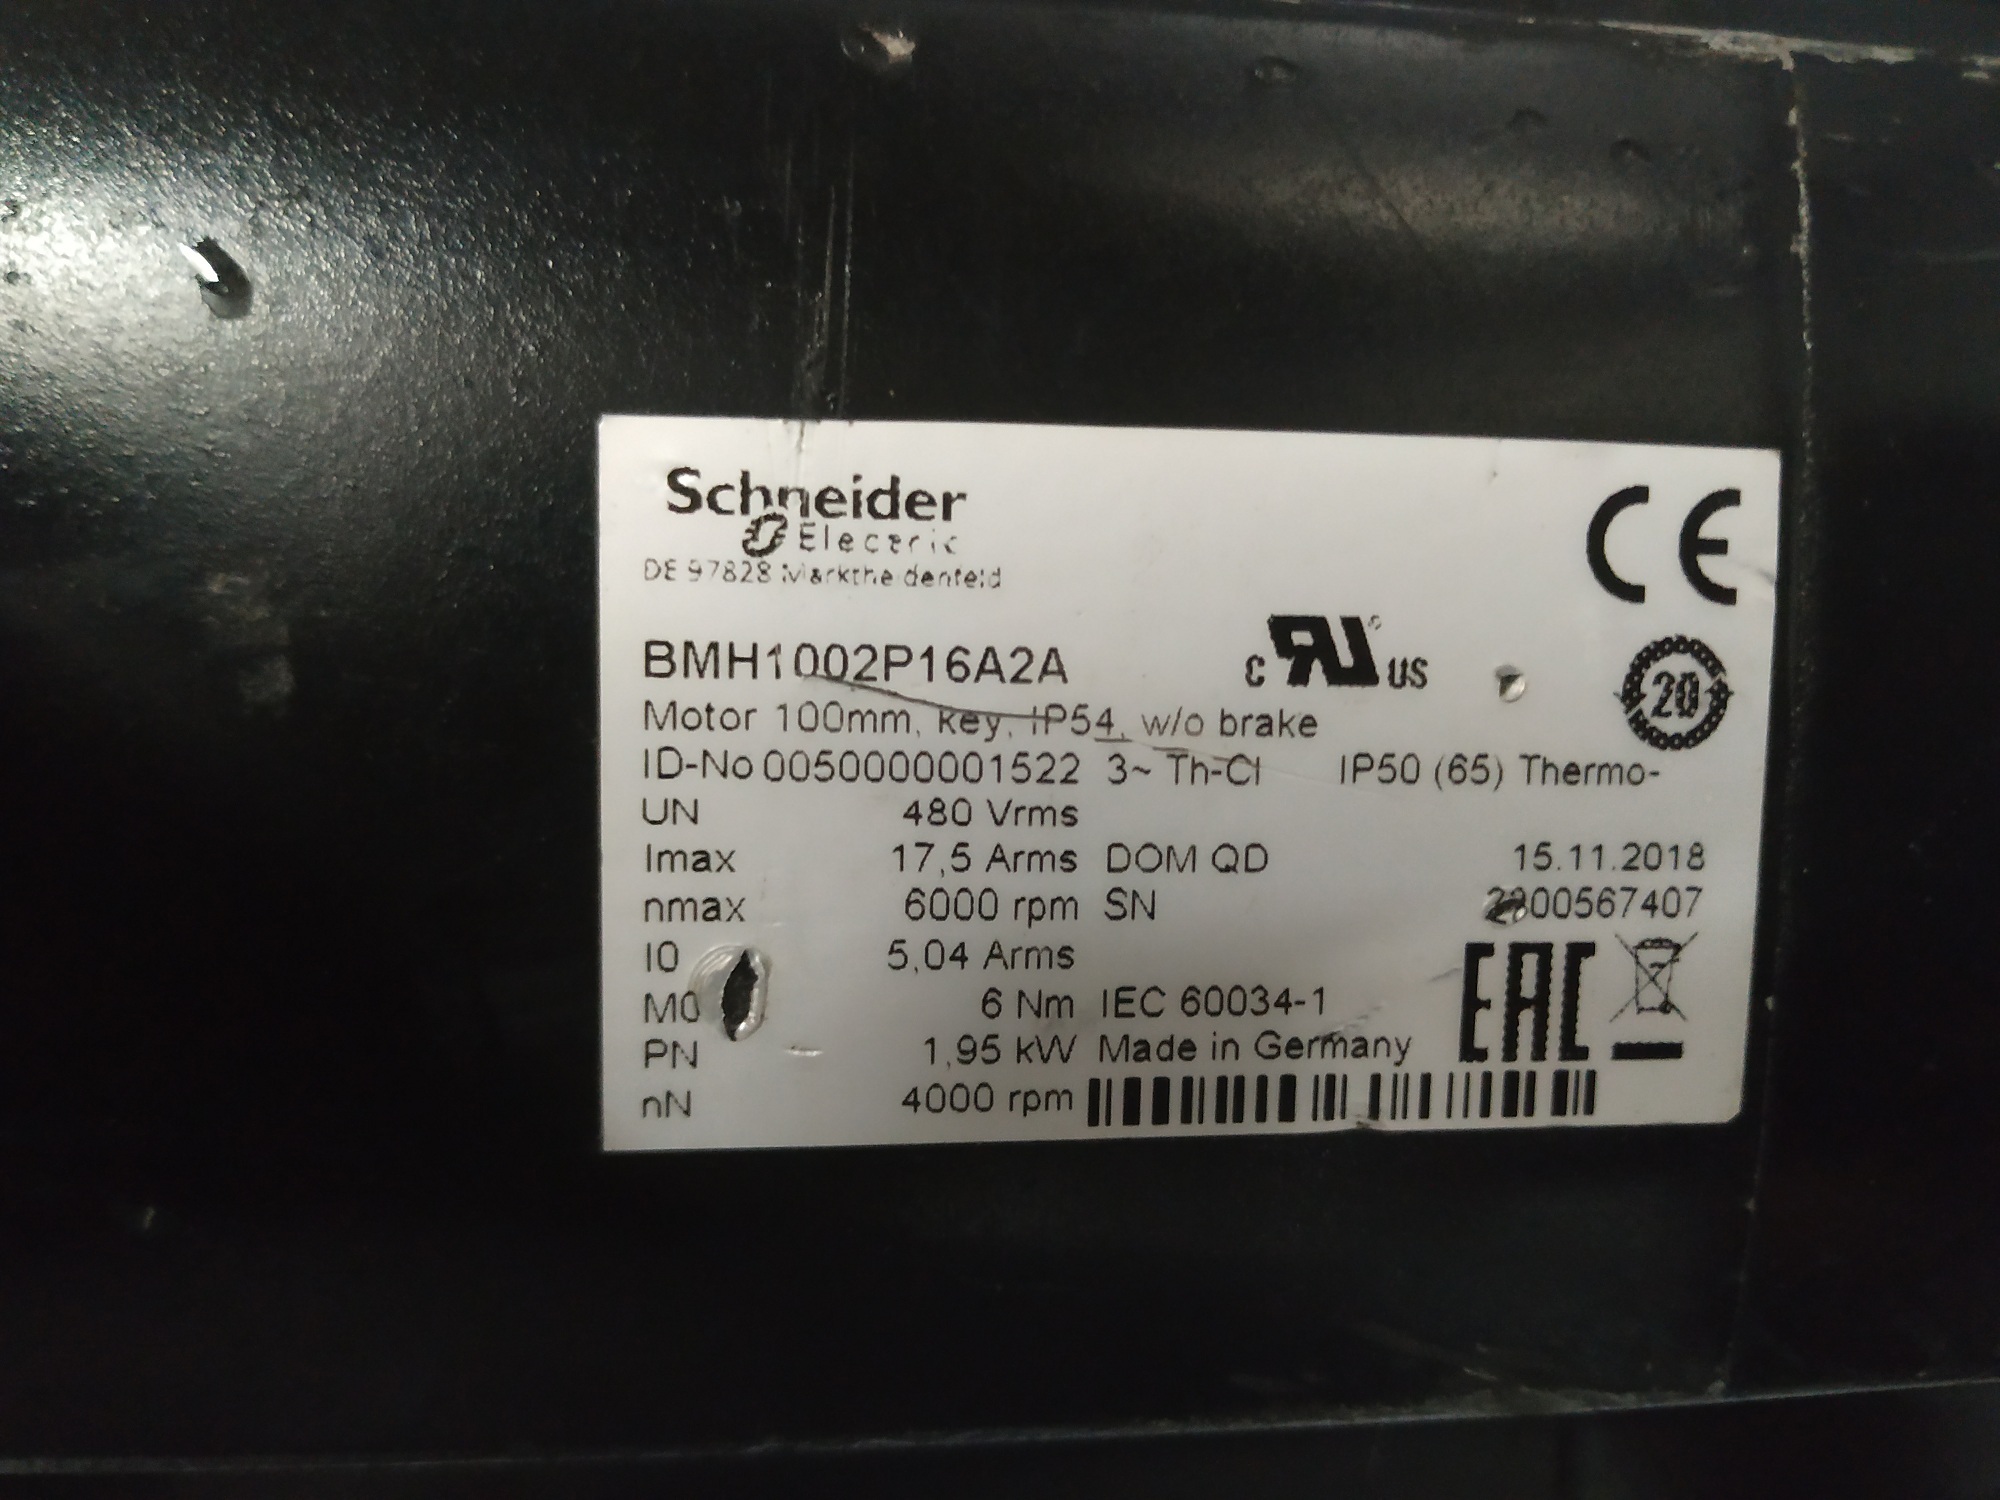 Schneider
Electric
DE 97828 Marktheidenfeld
CE
BMH1002P16A2A
c RU US
20
Motor 100mm, key, IP54, w/o brake
ID-No 0050000001522 3~ Th-Cl IP50 (65) Thermo-
UN 480 Vrms
Imax 17,5 Arms DOM QD 15.11.2018
nmax 6000 rpm SN
I0 5,04 Arms
M0 6 Nm IEC 60034-1
EAC
PN 1,95 kW Made in Germany
nN 4000 rpm